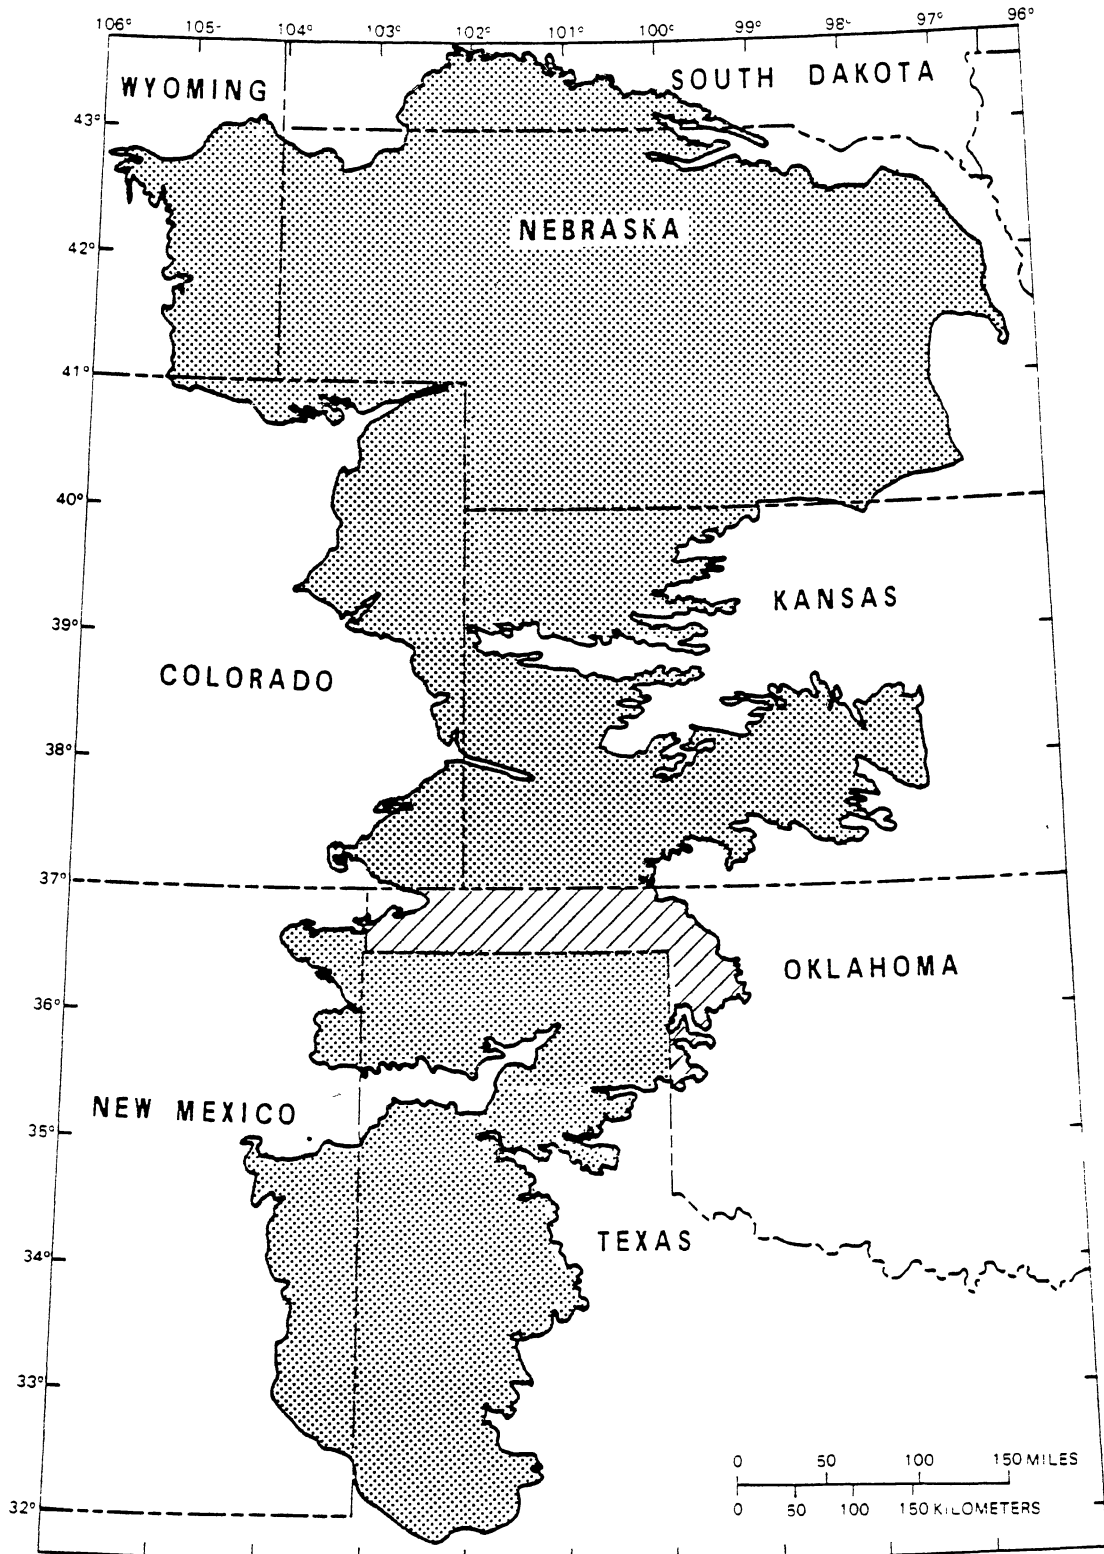 106° 105- 104° 103° 102° 101° 100° 99° 98- 97° 96°
WYOMING
SOUTH DAKOTA
43°
NEBRASKA
42°
41°
40°
KANSAS
39°
COLORADO
38°
37°
OKLAHOMA
36°
NEW MEXICO
35°
TEXAS
34°
33°
0 50 100 150 MILES
32°
0 50 100 150 KILOMETERS